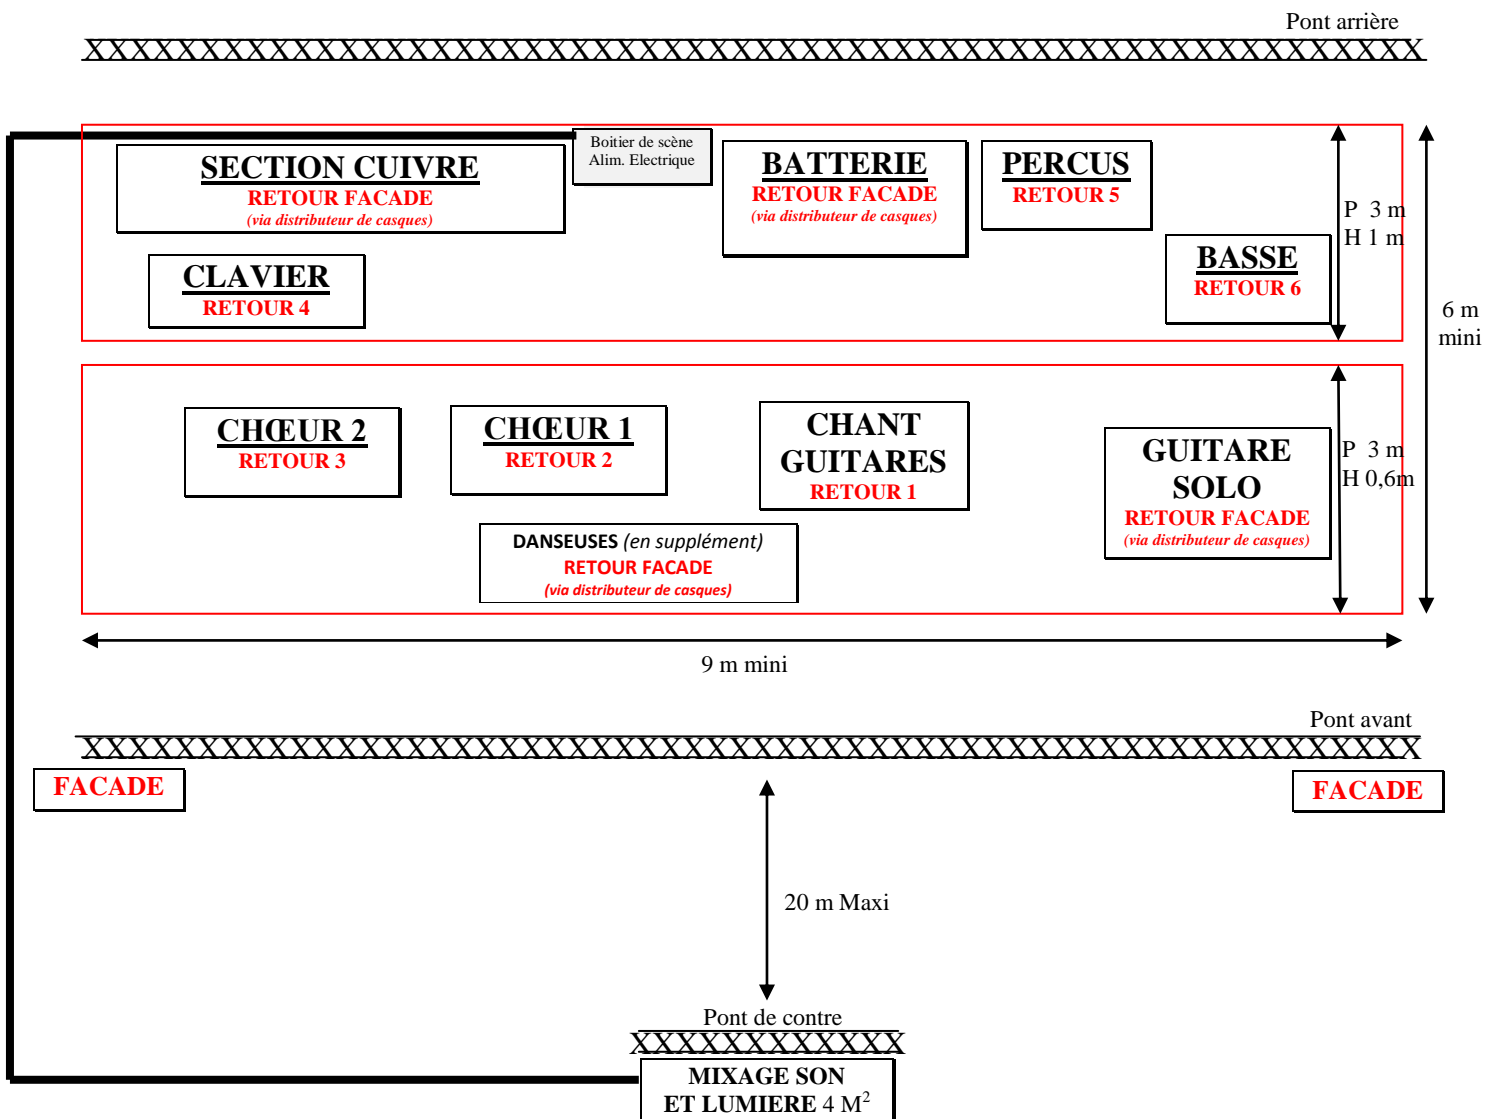 Pont arrière
XXXXXXXXXXXXXXXXXXXXXXXXXXXXXXXXXXXXXXXXXXXXXXXXXXXXXXXXXX
Boitier de scène
Alim. Electrique
SECTION CUIVRE
RETOUR FACADE
(via distributeur de casques)
BATTERIE
RETOUR FACADE
(via distributeur de casques)
PERCUS
RETOUR 5
P 3 m
H 1 m
BASSE
RETOUR 6
CLAVIER
RETOUR 4
6 m
mini
CHŒUR 2
RETOUR 3
CHŒUR 1
RETOUR 2
CHANT
GUITARES
RETOUR 1
GUITARE
SOLO
RETOUR FACADE
(via distributeur de casques)
P 3 m
H 0,6m
DANSEUSES (en supplément)
RETOUR FACADE
(via distributeur de casques)
9 m mini
Pont avant
XXXXXXXXXXXXXXXXXXXXXXXXXXXXXXXXXXXXXXXXXXXXXXXXXXXXXXXXXX
FACADE
FACADE
20 m Maxi
Pont de contre
XXXXXXXXXXXX
MIXAGE SON
ET LUMIERE 4 M²